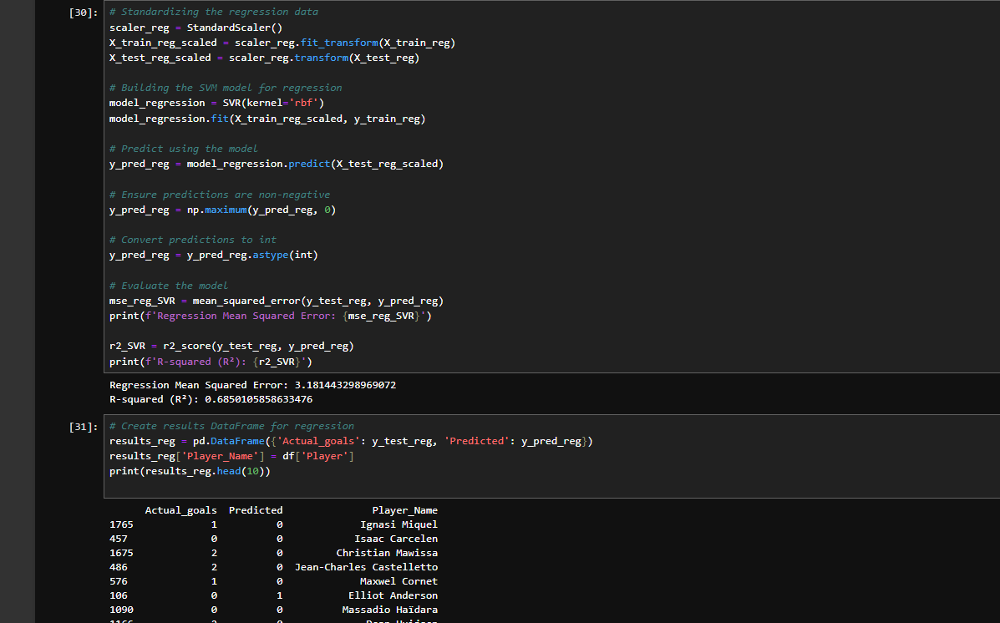 [30]: # Standardizing the regression data
scaler_reg = StandardScaler()
X_train_reg_scaled = scaler_reg.fit_transform(X_train_reg)
X_test_reg_scaled = scaler_reg.transform(X_test_reg)
# Building the SVM model for regression
model_regression = SVR(kernel='rbf')
model_regression.fit(X_train_reg_scaled, y_train_reg)
# Predict using the model
y_pred_reg = model_regression.predict(X_test_reg_scaled)
# Ensure predictions are non-negative
y_pred_reg = np.maximum(y_pred_reg, 0)
# Convert predictions to int
y_pred_reg = y_pred_reg.astype(int)
# Evaluate the model
mse_reg_SVR = mean_squared_error(y_test_reg, y_pred_reg)
print(f'Regression Mean Squared Error: {mse_reg_SVR}')
r2_SVR = r2_score(y_test_reg, y_pred_reg)
print(f'R-squared (R²): {r2_SVR}')
Regression Mean Squared Error: 3.181443298969072
R-squared (R²): 0.6850105858633476
[31]: # Create results DataFrame for regression
results_reg = pd.DataFrame({'Actual_goals': y_test_reg, 'Predicted': y_pred_reg})
results_reg['Player_Name'] = df['Player']
print(results_reg.head(10))
Actual_goals Predicted Player_Name
1765 1 0 Ignasi Miquel
457 0 0 Isaac Carcelen
1675 2 0 Christian Mawissa
486 2 0 Jean-Charles Castelletto
576 1 0 Maxwel Cornet
106 0 1 Elliot Anderson
1090 0 0 Massadio Haïdara